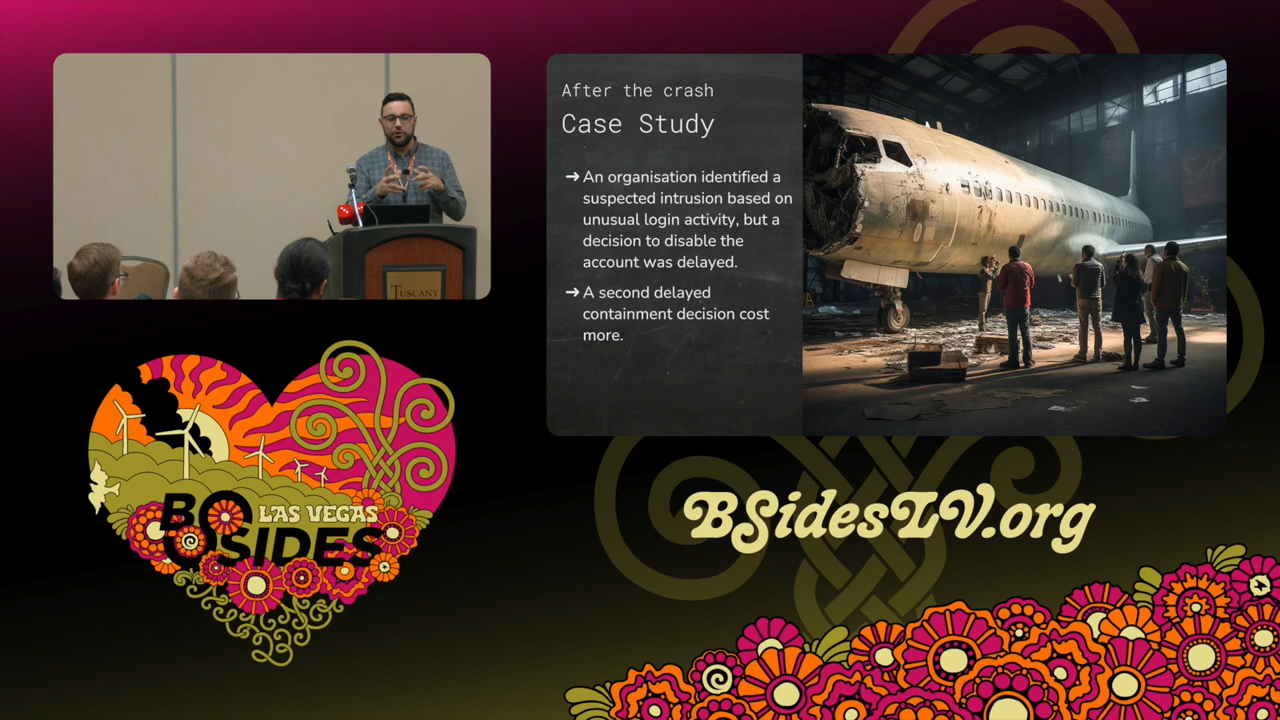 After the crash
Case Study
➔ An organisation identified a
suspected intrusion based on
unusual login activity, but a
decision to disable the
account was delayed.
➔ A second delayed
containment decision cost
more.
TUSCANY
BSIDES
LAS VEGAS
BSidesLV.org